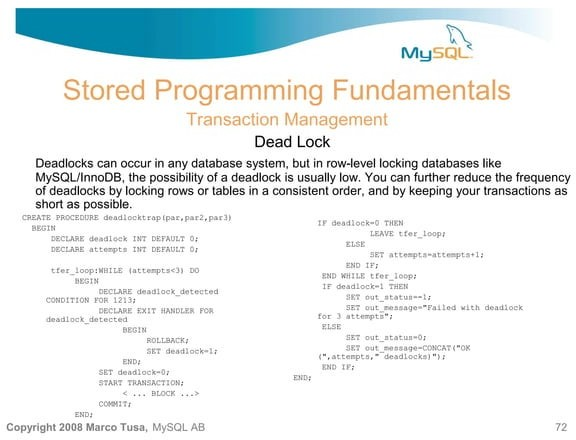 MySQL
Stored Programming Fundamentals
Transaction Management
Dead Lock
Deadlocks can occur in any database system, but in row-level locking databases like
MySQL/InnoDB, the possibility of a deadlock is usually low. You can further reduce the frequency
of deadlocks by locking rows or tables in a consistent order, and by keeping your transactions as
short as possible.
CREATE PROCEDURE deadlocktrap(par,par2,par3)
BEGIN
DECLARE deadlock INT DEFAULT 0;
DECLARE attempts INT DEFAULT 0;
tfer_loop:WHILE (attempts<3) DO
BEGIN
DECLARE deadlock_detected
CONDITION FOR 1213;
DECLARE EXIT HANDLER FOR
deadlock_detected
BEGIN
ROLLBACK;
SET deadlock=1;
END;
SET deadlock=0;
START TRANSACTION;
< ... BLOCK ...>
COMMIT;
END;
IF deadlock=0 THEN
LEAVE tfer_loop;
ELSE
SET attempts=attempts+1;
END IF;
END WHILE tfer_loop;
IF deadlock=1 THEN
SET out_status==1;
SET out_message="Failed with deadlock
for 3 attempts";
ELSE
SET out_status=0;
SET out_message=CONCAT("OK
(",attempts," deadlocks)");
END IF;
END;
Copyright 2008 Marco Tusa, MySQL AB
72